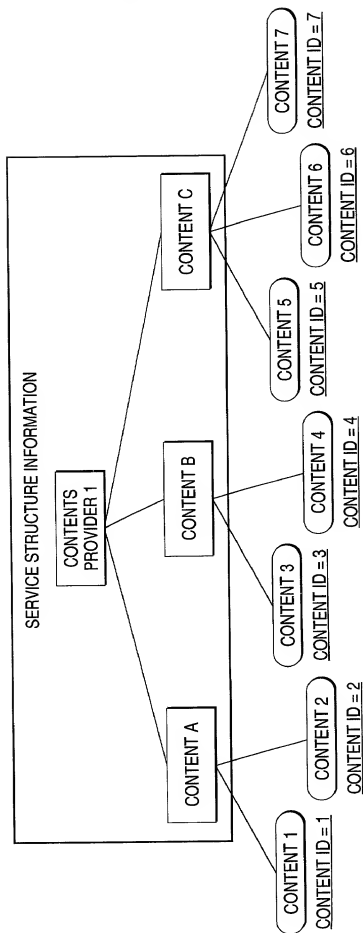 SERVICE STRUCTURE INFORMATION
CONTENTS
PROVIDER 1
CONTENT A
CONTENT B
CONTENT C
CONTENT 1
CONTENT ID = 1
CONTENT 2
CONTENT ID = 2
CONTENT 3
CONTENT ID = 3
CONTENT 4
CONTENT ID = 4
CONTENT 5
CONTENT ID = 5
CONTENT 6
CONTENT ID = 6
CONTENT 7
CONTENT ID = 7